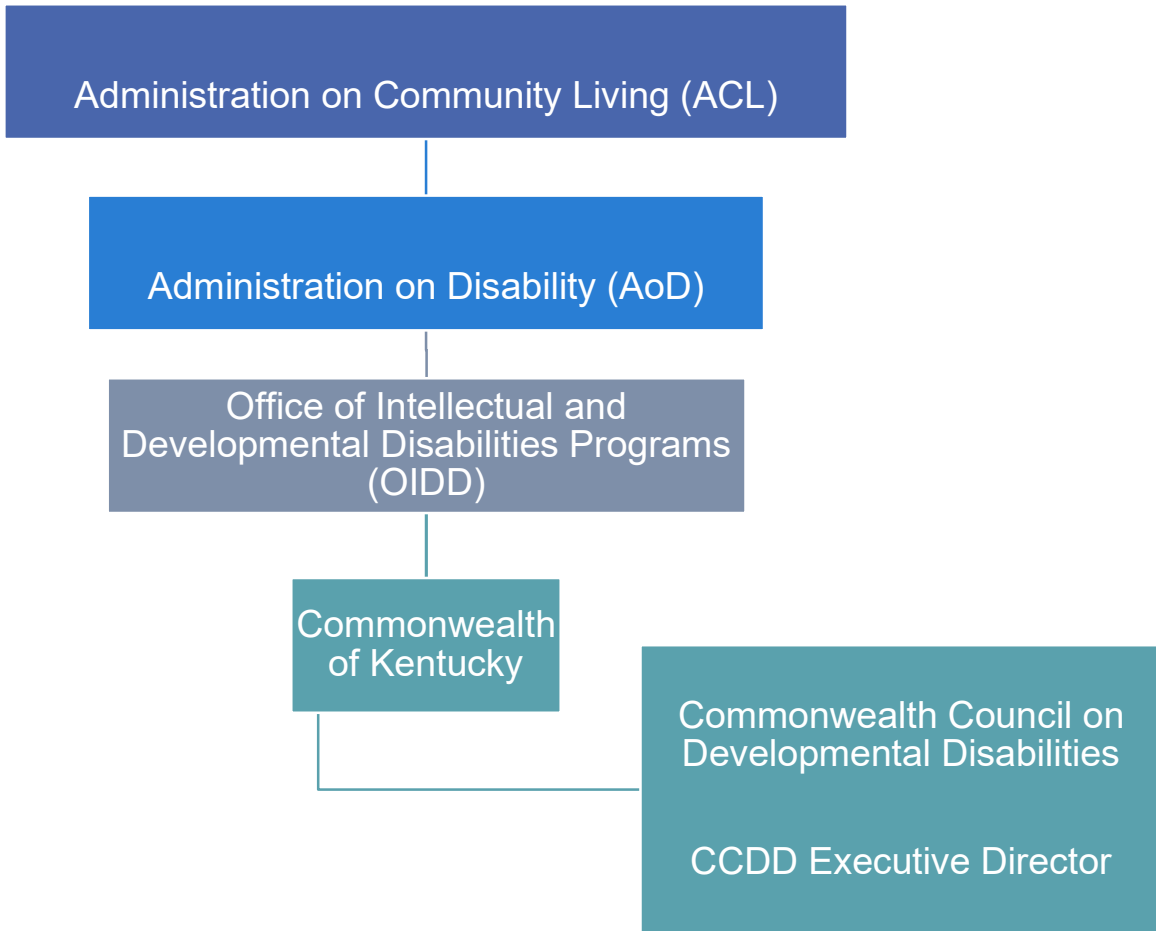 Administration on Community Living (ACL)
Administration on Disability (AoD)
Office of Intellectual and
Developmental Disabilities Programs
(OIDD)
Commonwealth
of Kentucky
Commonwealth Council on
Developmental Disabilities
CCDD Executive Director